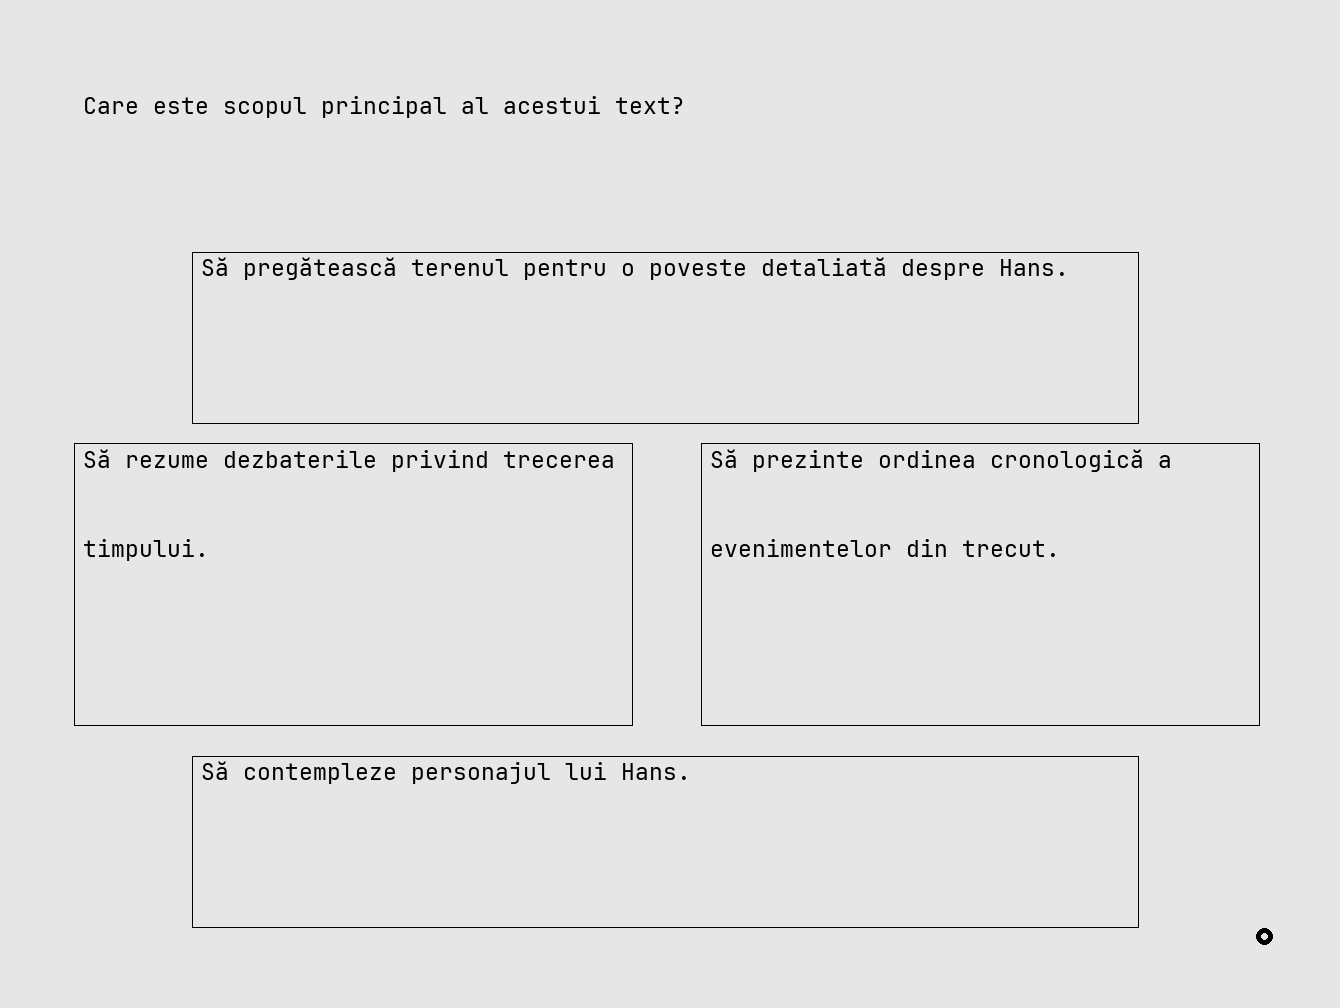 Care este scopul principal al acestui text?
Să pregătească terenul pentru o poveste detaliată despre Hans.
Să rezume dezbaterile privind trecerea
timpului.
Să prezinte ordinea cronologică a
evenimentelor din trecut.
Să contempleze personajul lui Hans.